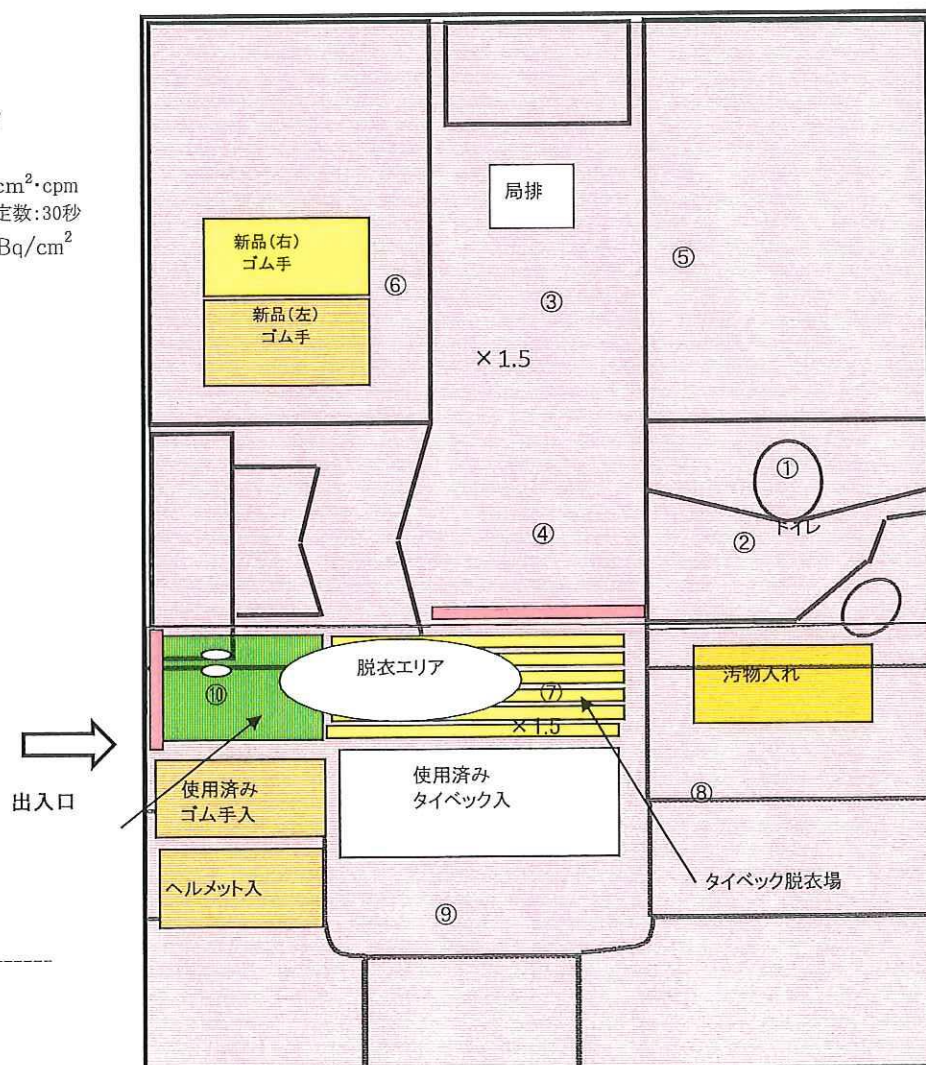 cm²・cpm
定数:30秒
Bq/cm²
局排
新品(右)
ゴム手
⑥
③
⑤
新品(左)
ゴム手
×1.5
①
トイレ
④
②
脱衣エリア
⑦
汚物入れ
⑩
×1.5
出入口
使用済み
ゴム手入
使用済み
タイベック入
⑧
ヘルメット入
タイベック脱衣場
⑨